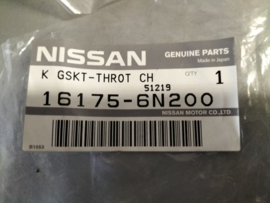 NISSAN
GENUINE PARTS
Made in Japan
K GSKT-THROT CH
QTY
1
51219
16175-6N200
NISSAN MOTOR CO.,LTD.